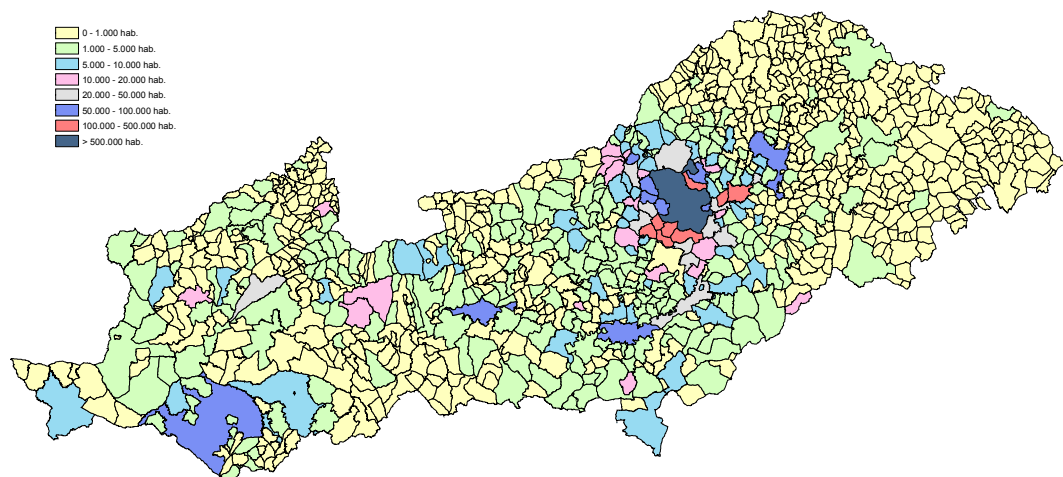 0 - 1.000 hab.
1.000 - 5.000 hab.
5.000 - 10.000 hab.
10.000 - 20.000 hab.
20.000 - 50.000 hab.
50.000 - 100.000 hab.
100.000 - 500.000 hab.
> 500.000 hab.